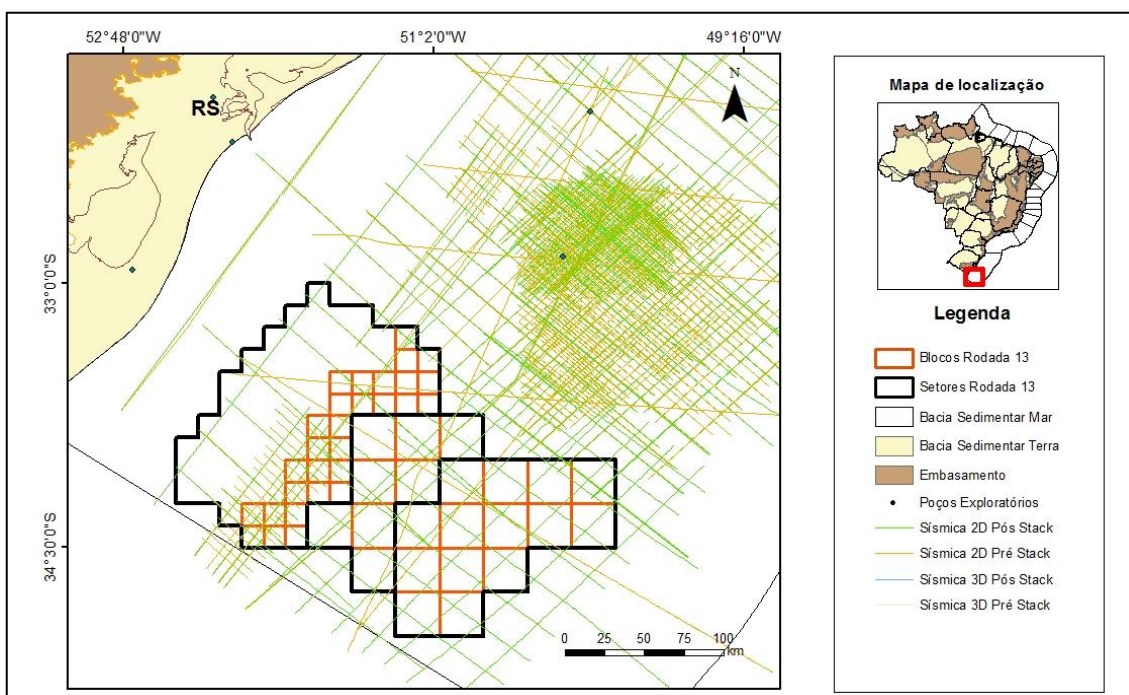 52°48'0"W
51°2'0"W
49°16'0"W
N
RS
33°0'0"S
34°30'0"S
0 25 50 75 100
km
Mapa de localização
Legenda
Blocos Rodada 13
Setores Rodada 13
Bacia Sedimentar Mar
Bacia Sedimentar Terra
Embasamento
Poços Exploratórios
Sísmica 2D Pós Stack
Sísmica 2D Pré Stack
Sísmica 3D Pós Stack
Sísmica 3D Pré Stack